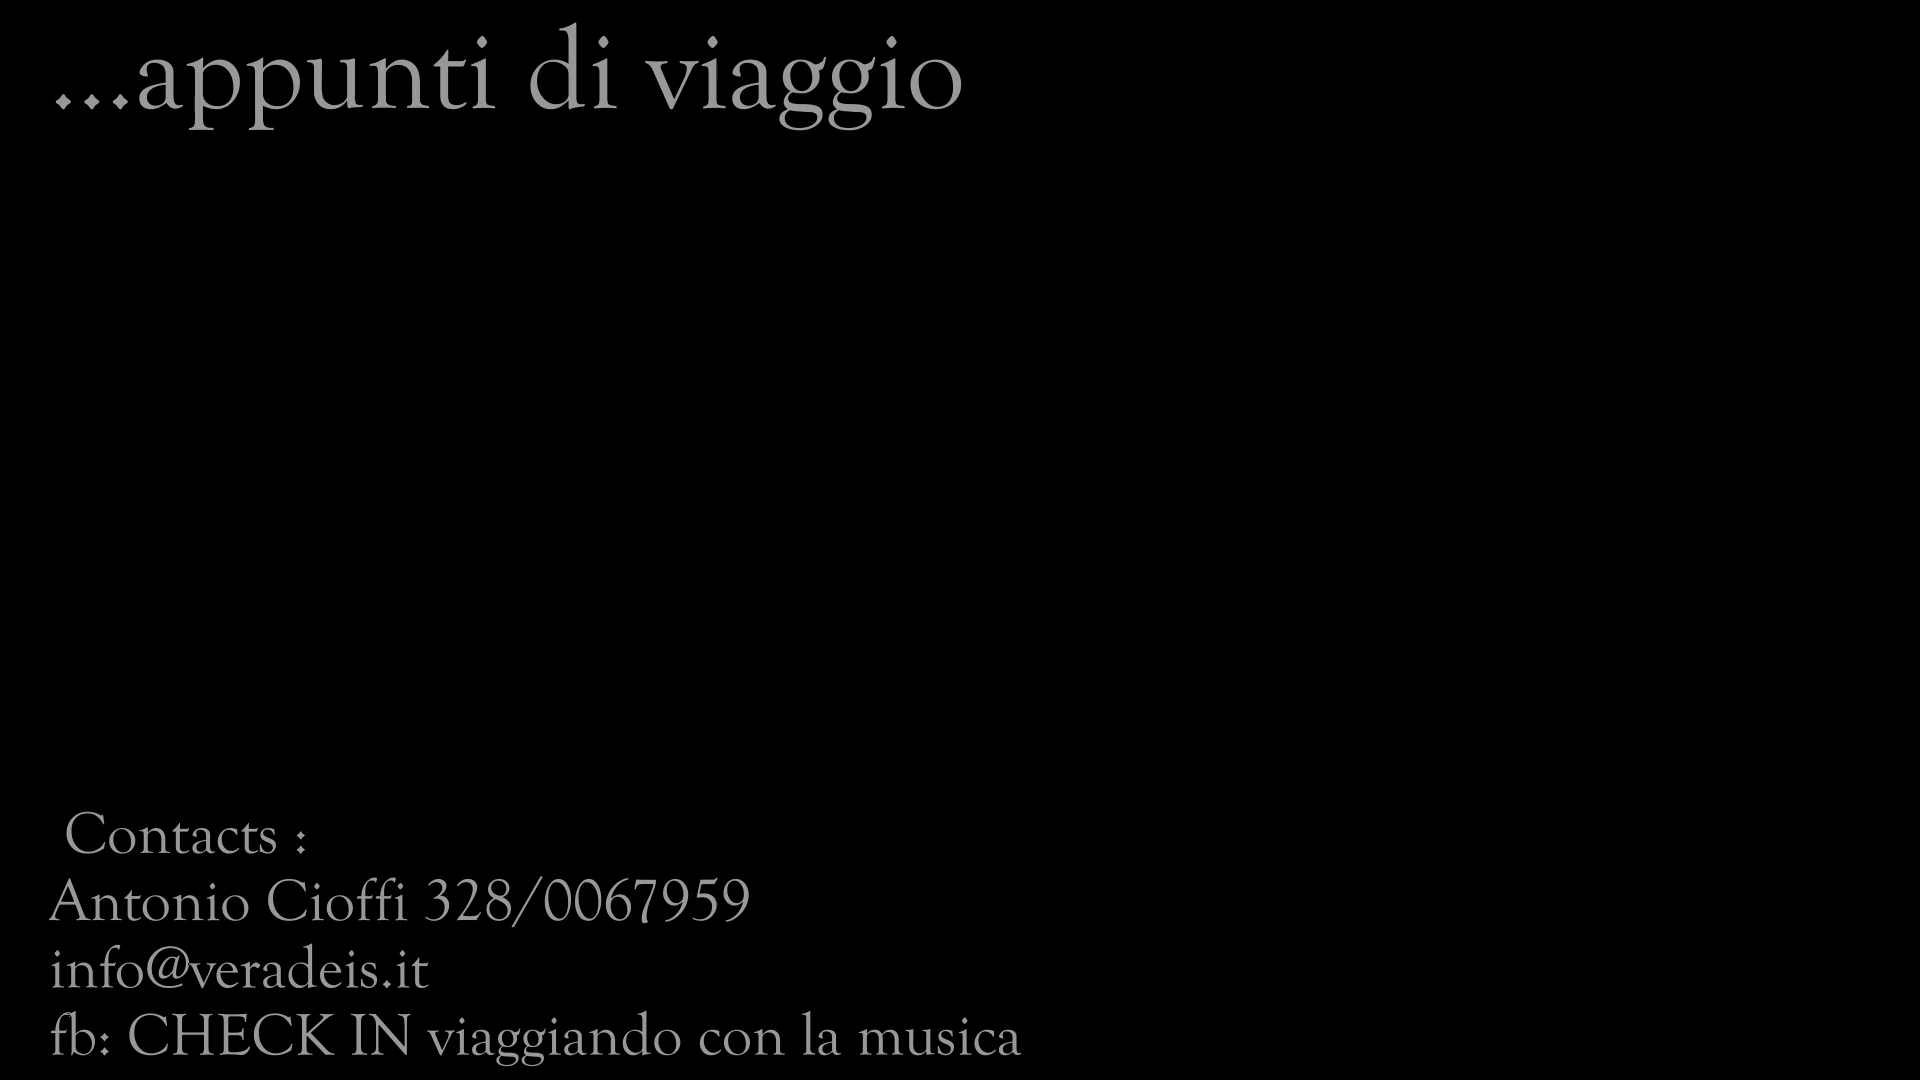 ...appunti di viaggio
Contacts :
Antonio Cioffi 328/0067959
info@veradeis.it
fb: CHECK IN viaggiando con la musica